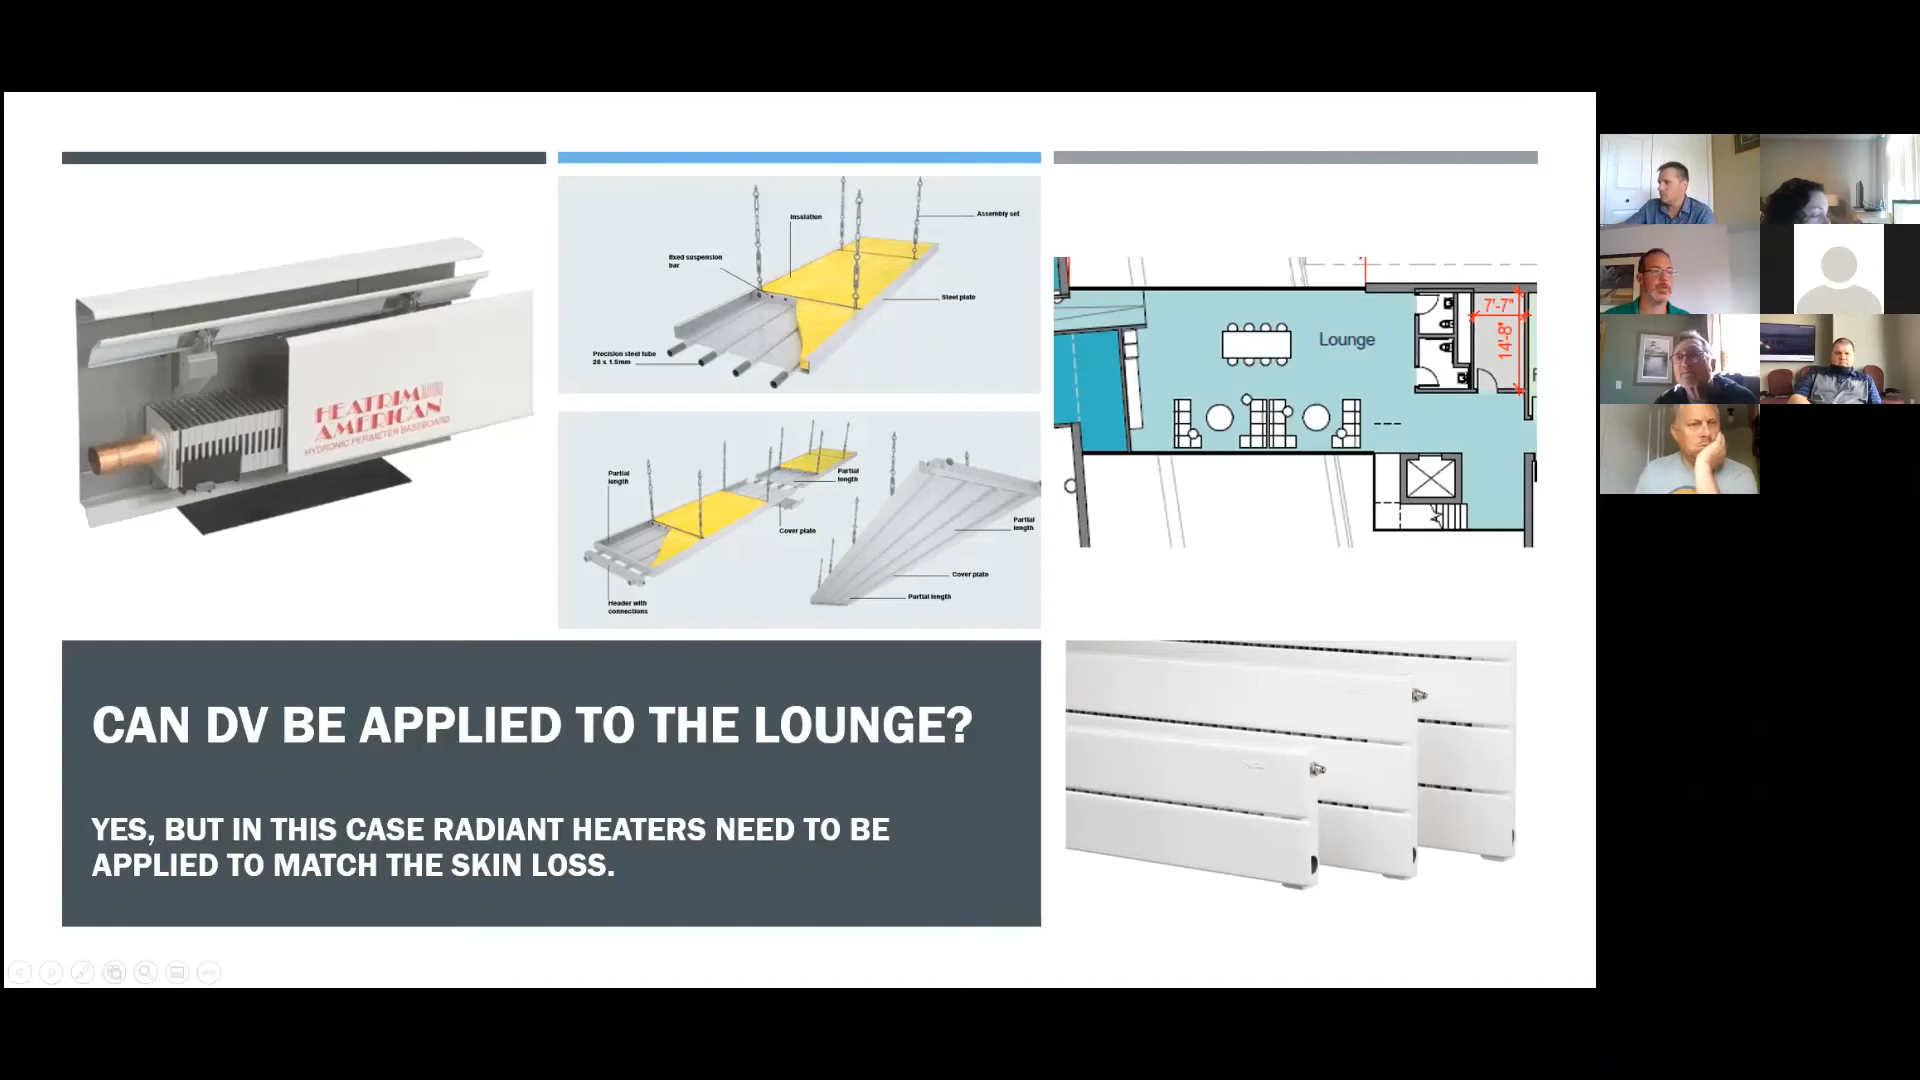 HEATRIM
AMERICAN
HYDRONIC PERIMETER BASEBOARD
Insulation
Assembly set
fixed suspension
bar
Steel plate
Precision steel tube
28 x 1.5mm
Partial
length
Partial
length
Cover plate
Partial
length
Cover plate
Partial length
Header with
connections
Lounge
7'-7"
14'-8"
CAN DV BE APPLIED TO THE LOUNGE?
YES, BUT IN THIS CASE RADIANT HEATERS NEED TO BE
APPLIED TO MATCH THE SKIN LOSS.